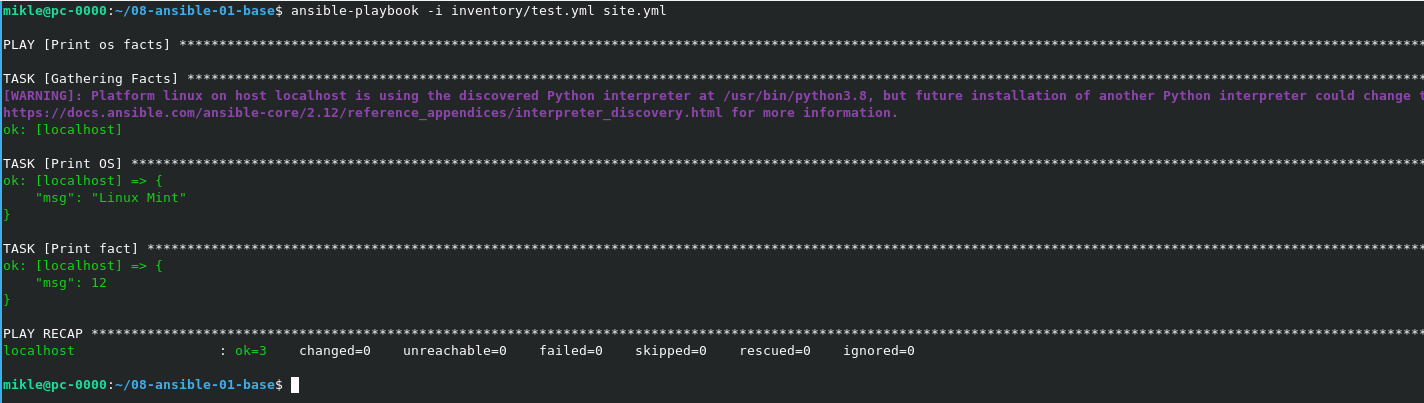 mikle@pc-0000:~/08-ansible-01-base$ ansible-playbook -i inventory/test.yml site.yml
PLAY [Print os facts] ************************************************************************************************************************************************************
TASK [Gathering Facts] ***********************************************************************************************************************************************************
[WARNING]: Platform linux on host localhost is using the discovered Python interpreter at /usr/bin/python3.8, but future installation of another Python interpreter could change
https://docs.ansible.com/ansible-core/2.12/reference_appendices/interpreter_discovery.html for more information.
ok: [localhost]
TASK [Print OS] ******************************************************************************************************************************************************************
ok: [localhost] => {
    "msg": "Linux Mint"
}
TASK [Print fact] ****************************************************************************************************************************************************************
ok: [localhost] => {
    "msg": 12
}
PLAY RECAP ***********************************************************************************************************************************************************************
localhost                  : ok=3    changed=0    unreachable=0    failed=0    skipped=0    rescued=0    ignored=0
mikle@pc-0000:~/08-ansible-01-base$